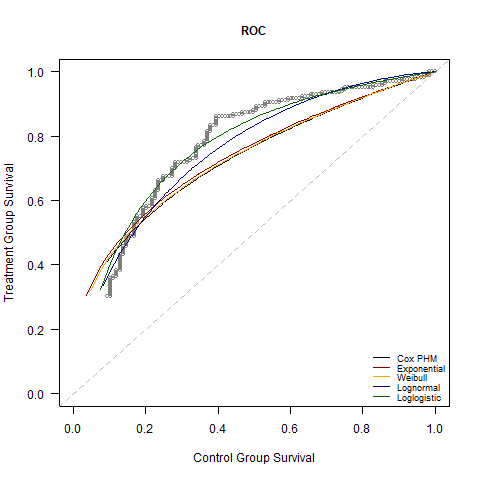 ROC
Treatment Group Survival
1.0
0.8
0.6
0.4
0.2
0.0
Cox PHM
Exponential
Weibull
Lognormal
Loglogistic
0.0 0.2 0.4 0.6 0.8 1.0
Control Group Survival